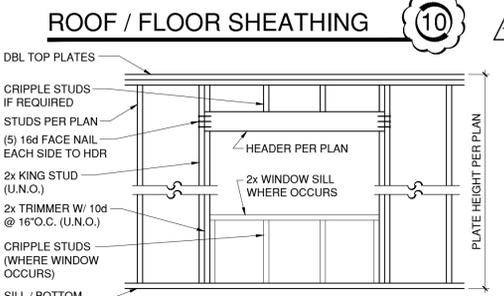 ROOF / FLOOR SHEATHING
10
DBL TOP PLATES
CRIPPLE STUDS
IF REQUIRED
STUDS PER PLAN
(5) 16d FACE NAIL
EACH SIDE TO HDR
2x KING STUD
(U.N.O.)
2x TRIMMER W/ 10d
@ 16"O.C. (U.N.O.)
CRIPPLE STUDS
(WHERE WINDOW
OCCURS)
SILL / BOTTOM
HEADER PER PLAN
2x WINDOW SILL
WHERE OCCURS
PLATE HEIGHT PER PLAN